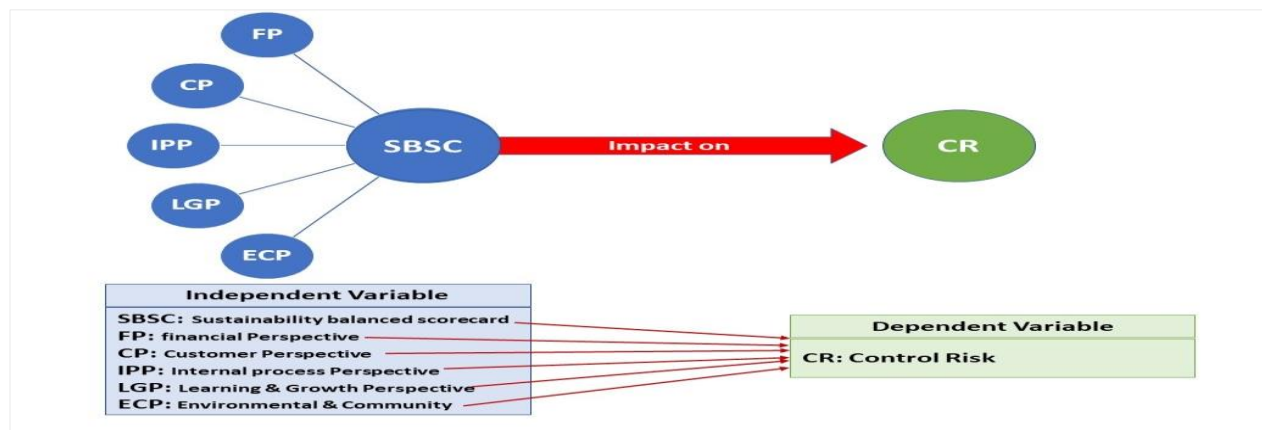 FP
CP
IPP
SBSC
Impact on
CR
LGP
ECP
Independent Variable
SBSC: Sustainability balanced scorecard
FP: financial Perspective
CP: Customer Perspective
IPP: Internal process Perspective
LGP: Learning & Growth Perspective
ECP: Environmental & Community
Dependent Variable
CR: Control Risk